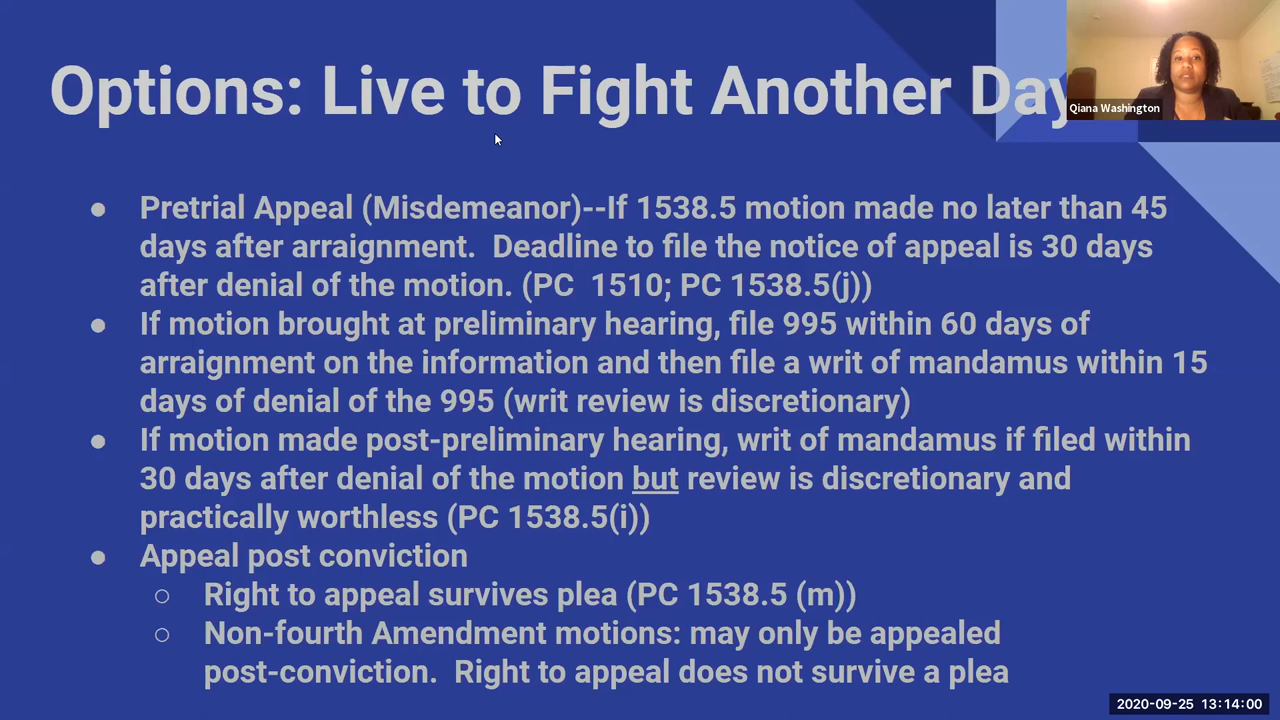 Options: Live to Fight Another Day
Qiana Washington
● Pretrial Appeal (Misdemeanor)--If 1538.5 motion made no later than 45
days after arraignment.  Deadline to file the notice of appeal is 30 days
after denial of the motion. (PC  1510; PC 1538.5(j))
● If motion brought at preliminary hearing, file 995 within 60 days of
arraignment on the information and then file a writ of mandamus within 15
days of denial of the 995 (writ review is discretionary)
● If motion made post-preliminary hearing, writ of mandamus if filed within
30 days after denial of the motion but review is discretionary and
practically worthless (PC 1538.5(i))
● Appeal post conviction
○ Right to appeal survives plea (PC 1538.5 (m))
○ Non-fourth Amendment motions: may only be appealed
post-conviction.  Right to appeal does not survive a plea
2020-09-25 13:14:00